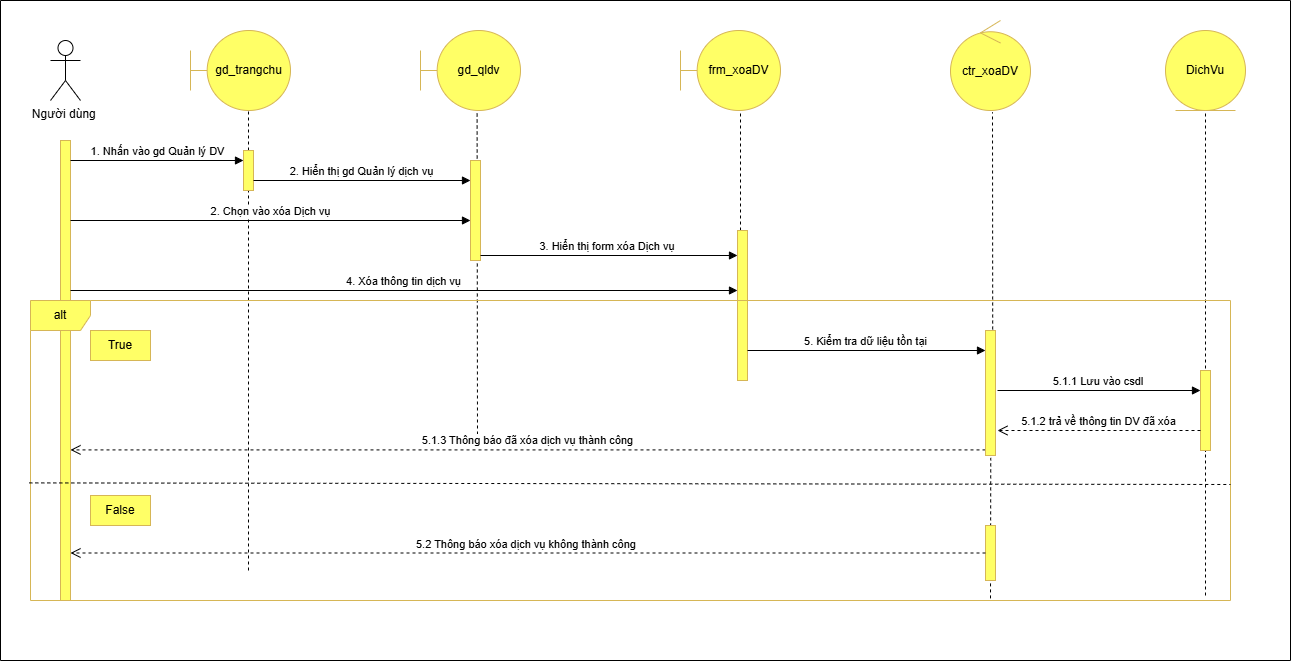 Người dùng
gd_trangchu
gd_qldv
frm_xoaDV
ctr_xoaDV
DichVu
1. Nhấn vào gd Quản lý DV
2. Hiển thị gd Quản lý dịch vụ
2. Chọn vào xóa Dịch vụ
3. Hiển thị form xóa Dịch vụ
4. Xóa thông tin dịch vụ
alt
True
5. Kiểm tra dữ liệu tồn tại
5.1.1 Lưu vào csdl
5.1.2 trả về thông tin DV đã xóa
5.1.3 Thông báo đã xóa dịch vụ thành công
False
5.2 Thông báo xóa dịch vụ không thành công